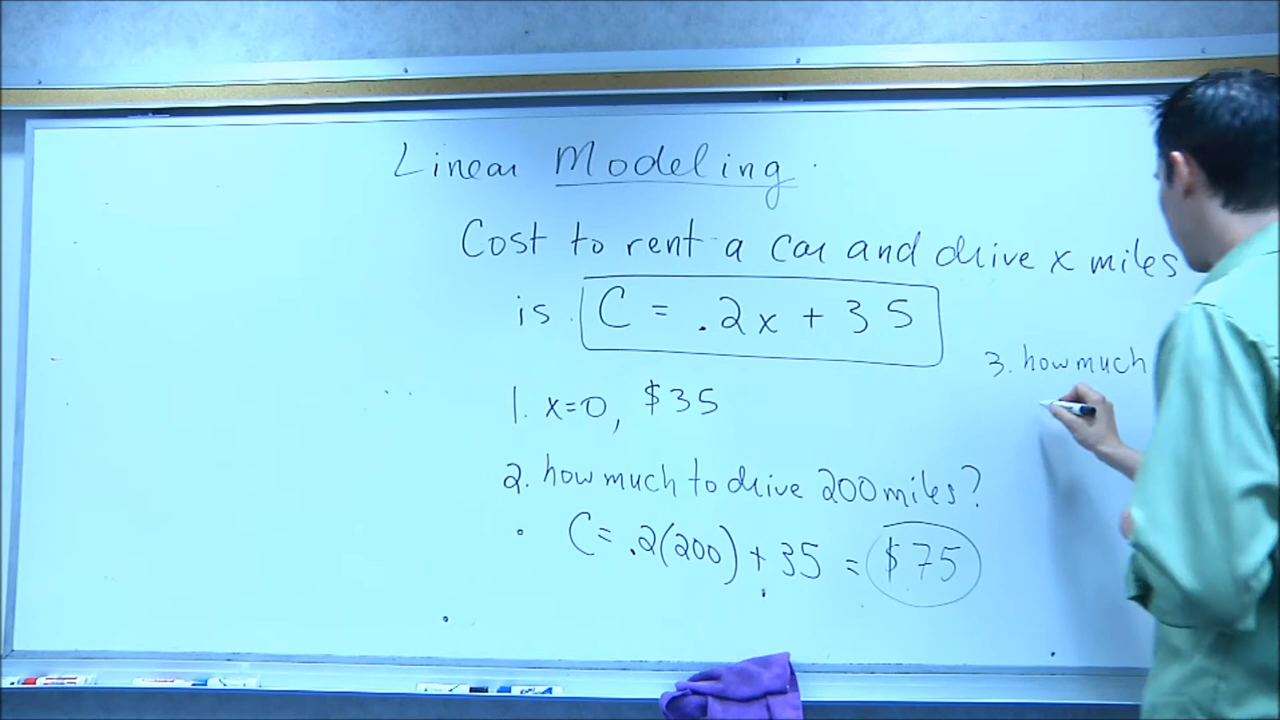 Linear Modeling.
Cost to rent a car and drive x miles
is C = .2x + 35
1. x=0, $35
2. how much to drive 200 miles?
C = .2(200) + 35 = $75
3. how much